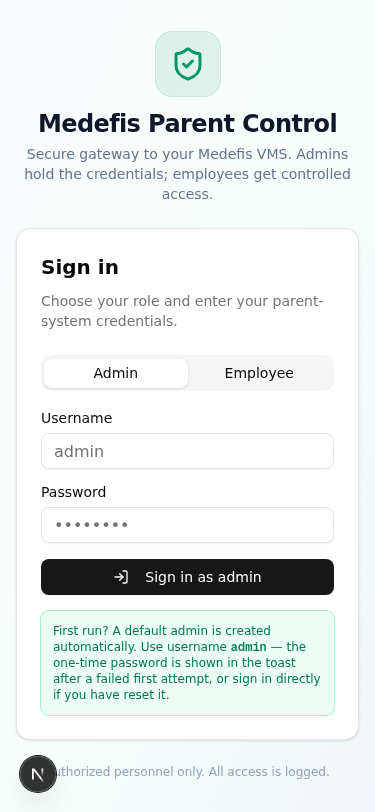 Medefis Parent Control
Secure gateway to your Medefis VMS. Admins
hold the credentials; employees get controlled
access.
Sign in
Choose your role and enter your parent-
system credentials.
Admin
Employee
Username
admin
Password
••••••••
Sign in as admin
First run? A default admin is created
automatically. Use username admin — the
one-time password is shown in the toast
after a failed first attempt, or sign in directly
if you have reset it.
N
uthorized personnel only. All access is logged.